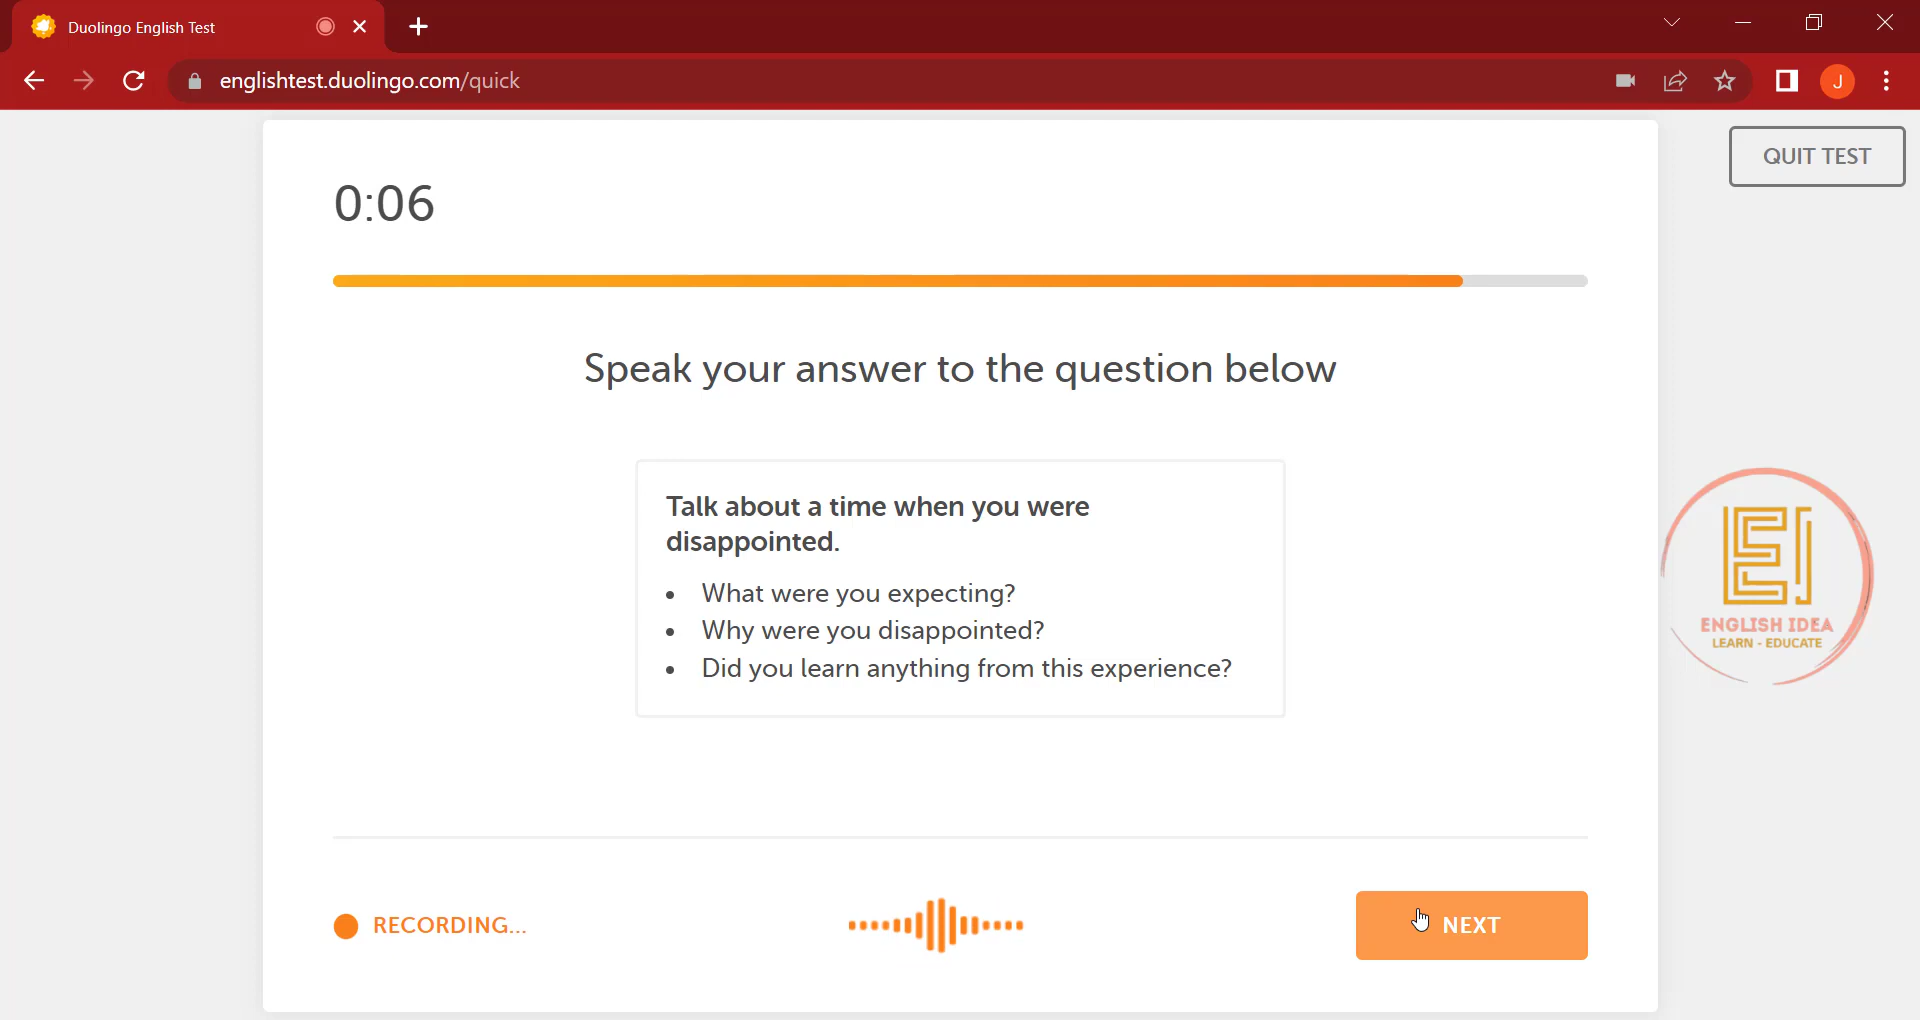 Duolingo English Test
englishtest.duolingo.com/quick
J
QUIT TEST
0:06
Speak your answer to the question below
Talk about a time when you were
disappointed.
• What were you expecting?
• Why were you disappointed?
• Did you learn anything from this experience?
EI
ENGLISH IDEA
LEARN - EDUCATE
RECORDING...
NEXT